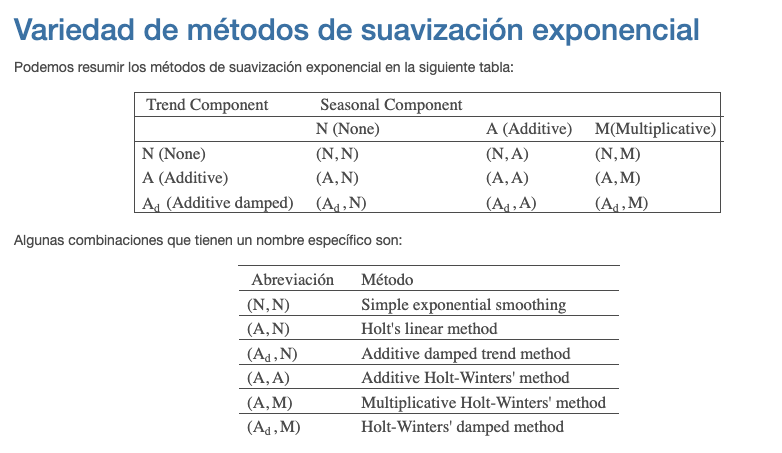 Variedad de métodos de suavización exponencial
Podemos resumir los métodos de suavización exponencial en la siguiente tabla:
Trend Component Seasonal Component
N (None) A (Additive) M(Multiplicative)
N (None) (N,N) (N,A) (N,M)
A (Additive) (A,N) (A,A) (A,M)
A_d (Additive damped) (A_d,N) (A_d,A) (A_d,M)
Algunas combinaciones que tienen un nombre específico son:
Abreviación Método
(N,N) Simple exponential smoothing
(A,N) Holt's linear method
(A_d,N) Additive damped trend method
(A,A) Additive Holt-Winters' method
(A,M) Multiplicative Holt-Winters' method
(A_d,M) Holt-Winters' damped method